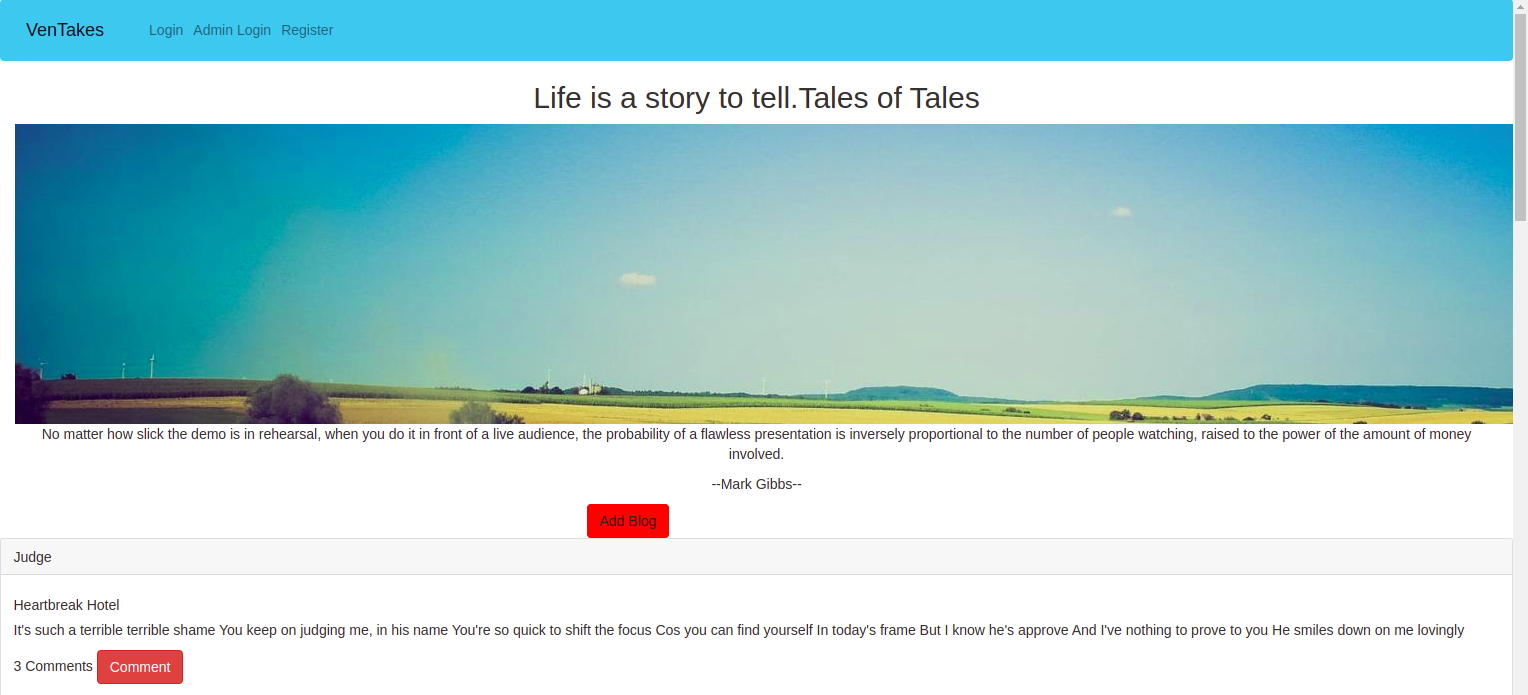 VenTakes Login Admin Login Register
Life is a story to tell.Tales of Tales
No matter how slick the demo is in rehearsal, when you do it in front of a live audience, the probability of a flawless presentation is inversely proportional to the number of people watching, raised to the power of the amount of money
involved.
--Mark Gibbs--
Add Blog
Judge
Heartbreak Hotel
It's such a terrible terrible shame You keep on judging me, in his name You're so quick to shift the focus Cos you can find yourself In today's frame But I know he's approve And I've nothing to prove to you He smiles down on me lovingly
3 Comments Comment